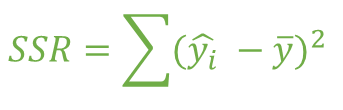 SSR = ∑(ŷᵢ − ȳ)²